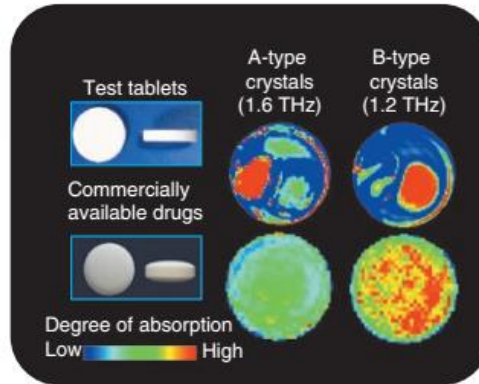 A-type
crystals
(1.6 THz)
B-type
crystals
(1.2 THz)
Test tablets
Commercially
available drugs
Degree of absorption
Low
High